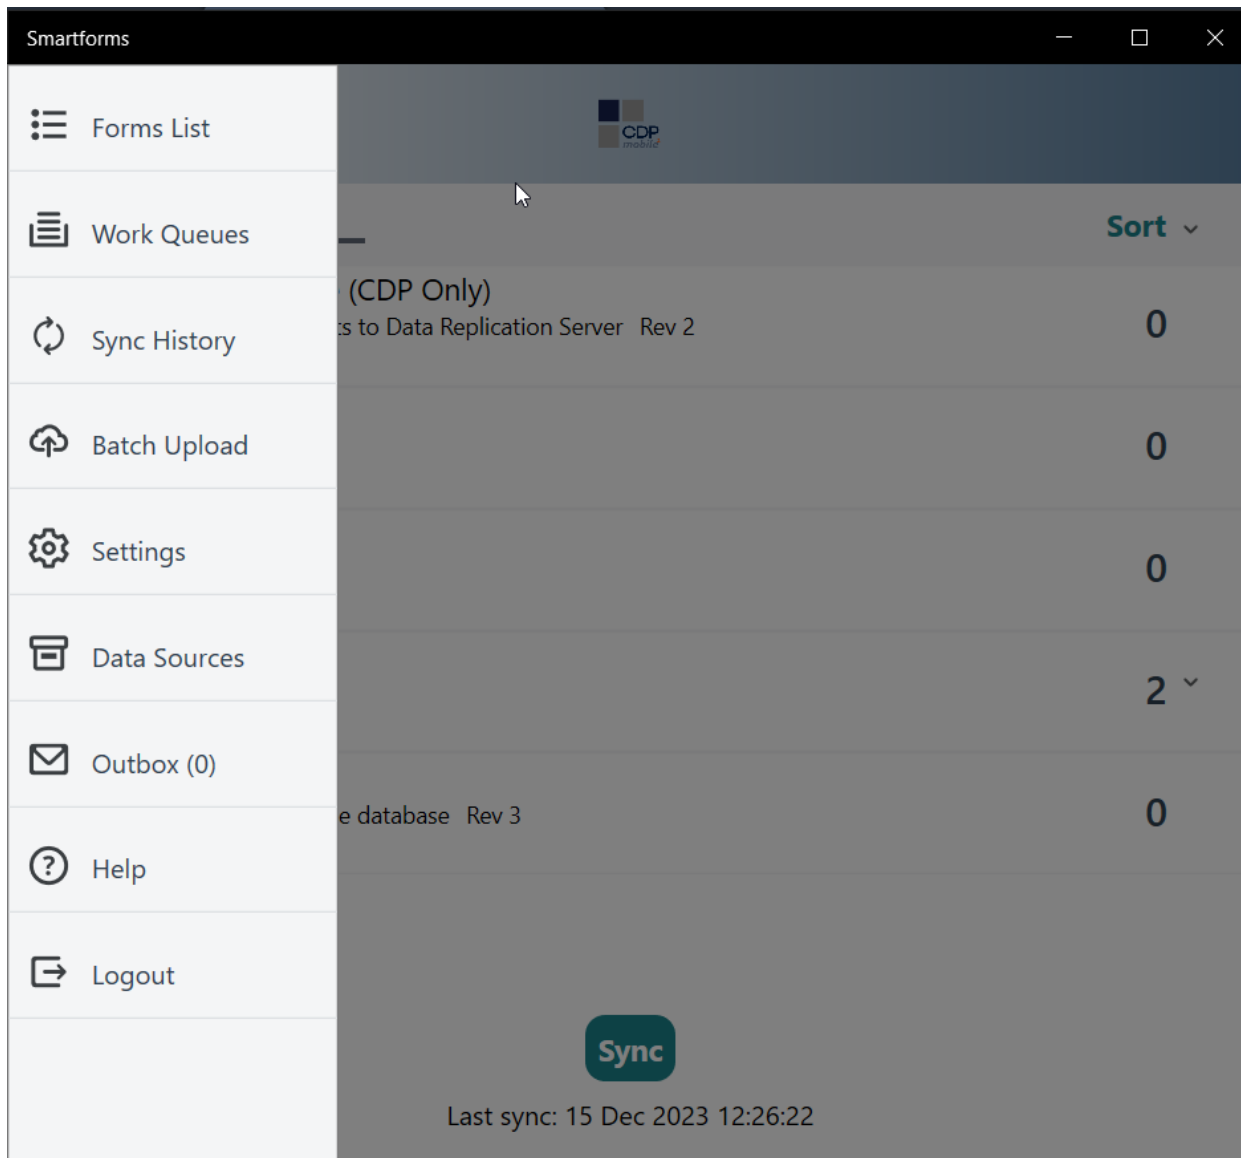 Smartforms
CDP
mobile
Forms List
Work Queues
Sync History
Batch Upload
Settings
Data Sources
Outbox (0)
Help
Logout
Sort
(CDP Only)
to Data Replication Server Rev 2
0
0
0
2
database Rev 3
0
Sync
Last sync: 15 Dec 2023 12:26:22